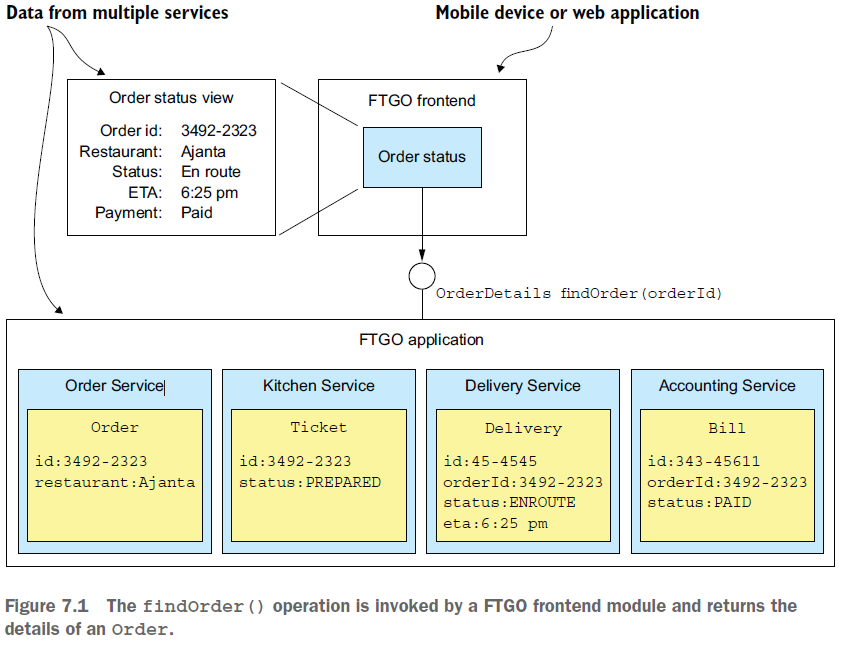 Data from multiple services
Mobile device or web application
Order status view
Order id: 3492-2323
Restaurant: Ajanta
Status: En route
ETA: 6:25 pm
Payment: Paid
FTGO frontend
Order status
OrderDetails findOrder(orderId)
FTGO application
Order Service
Order
id:3492-2323
restaurant:Ajanta
Kitchen Service
Ticket
id:3492-2323
status:PREPARED
Delivery Service
Delivery
id:45-4545
orderId:3492-2323
status:ENROUTE
eta:6:25 pm
Accounting Service
Bill
id:343-45611
orderId:3492-2323
status:PAID
Figure 7.1 The findOrder() operation is invoked by a FTGO frontend module and returns the
details of an Order.